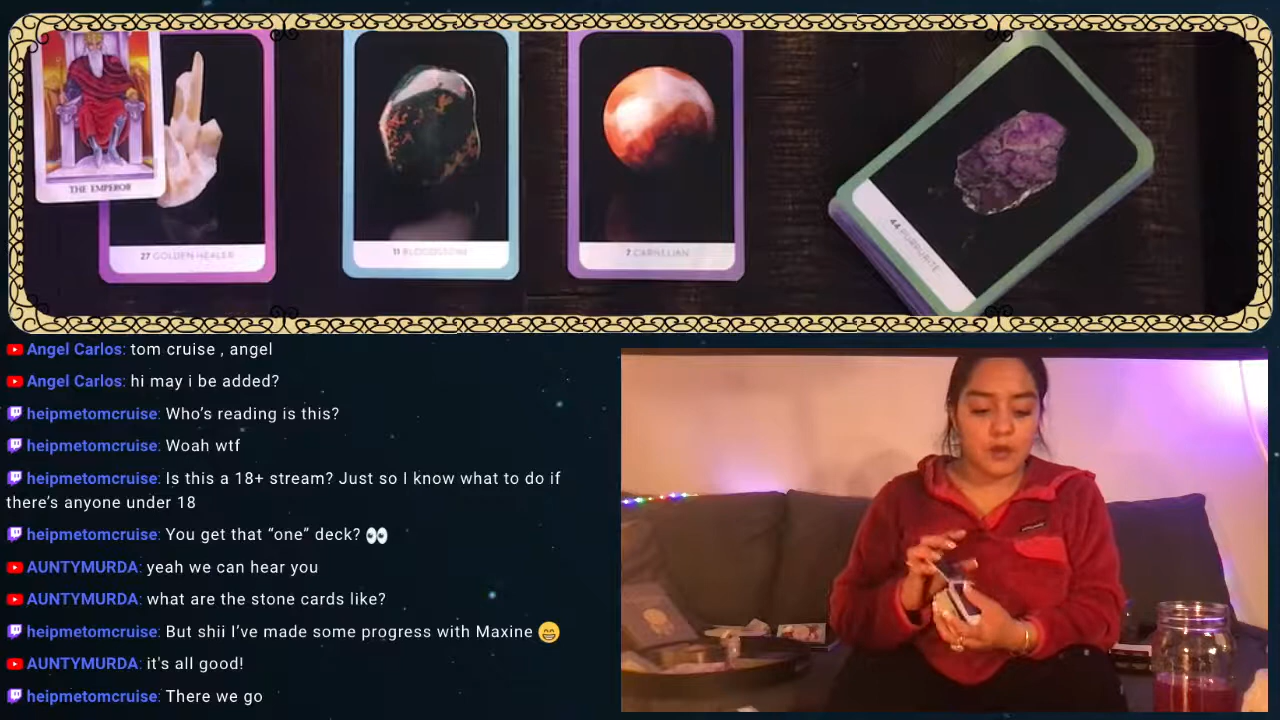 THE EMPEROR
27 GOLDEN HEALER
11 BLOODSTONE
7 CARNELIAN
44 PURPURITE
Angel Carlos: tom cruise , angel
Angel Carlos: hi may i be added?
heipmetomcruise: Who’s reading is this?
heipmetomcruise: Woah wtf
heipmetomcruise: Is this a 18+ stream? Just so I know what to do if
there’s anyone under 18
heipmetomcruise: You get that “one” deck? 👀
AUNTYMURDA: yeah we can hear you
AUNTYMURDA: what are the stone cards like?
heipmetomcruise: But shii I’ve made some progress with Maxine 😁
AUNTYMURDA: it's all good!
heipmetomcruise: There we go